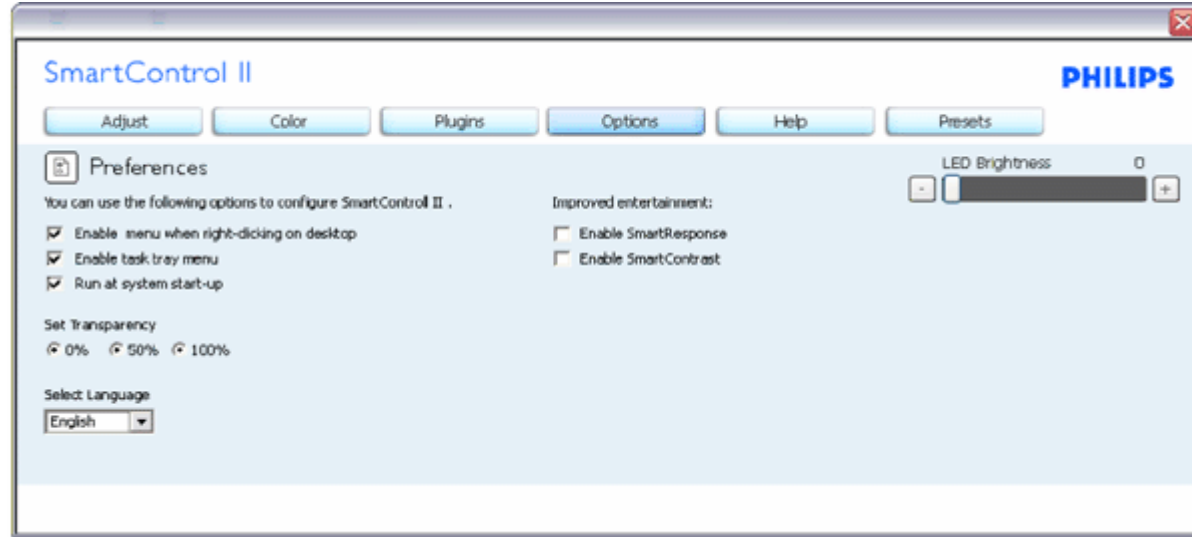 SmartControl II
PHILIPS
Adjust Color Plugins Options Help Presets
Preferences
LED Brightness 0
You can use the following options to configure SmartControl II .
Enable menu when right-clicking on desktop
Enable task tray menu
Run at system start-up
Improved entertainment:
Enable SmartResponse
Enable SmartContrast
Set Transparency
0% 50% 100%
Select Language
English
- +